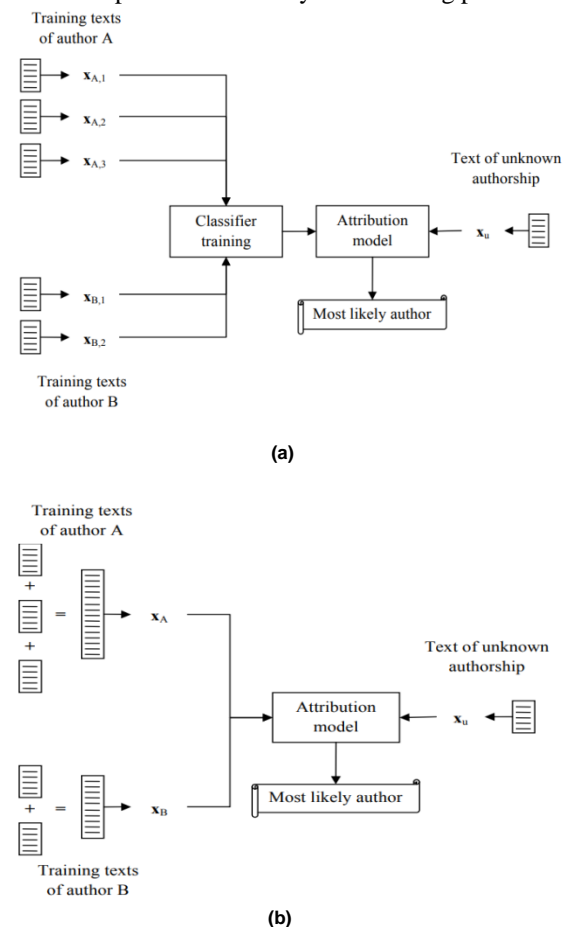 Training texts
of author A
x_A,1
x_A,2
x_A,3
Text of unknown
authorship
Classifier
training
Attribution
model
x_u
Most likely author
x_B,1
x_B,2
Training texts
of author B
(a)
Training texts
of author A
+
=
+
x_A
Text of unknown
authorship
Attribution
model
x_u
Most likely author
+ =
x_B
Training texts
of author B
(b)